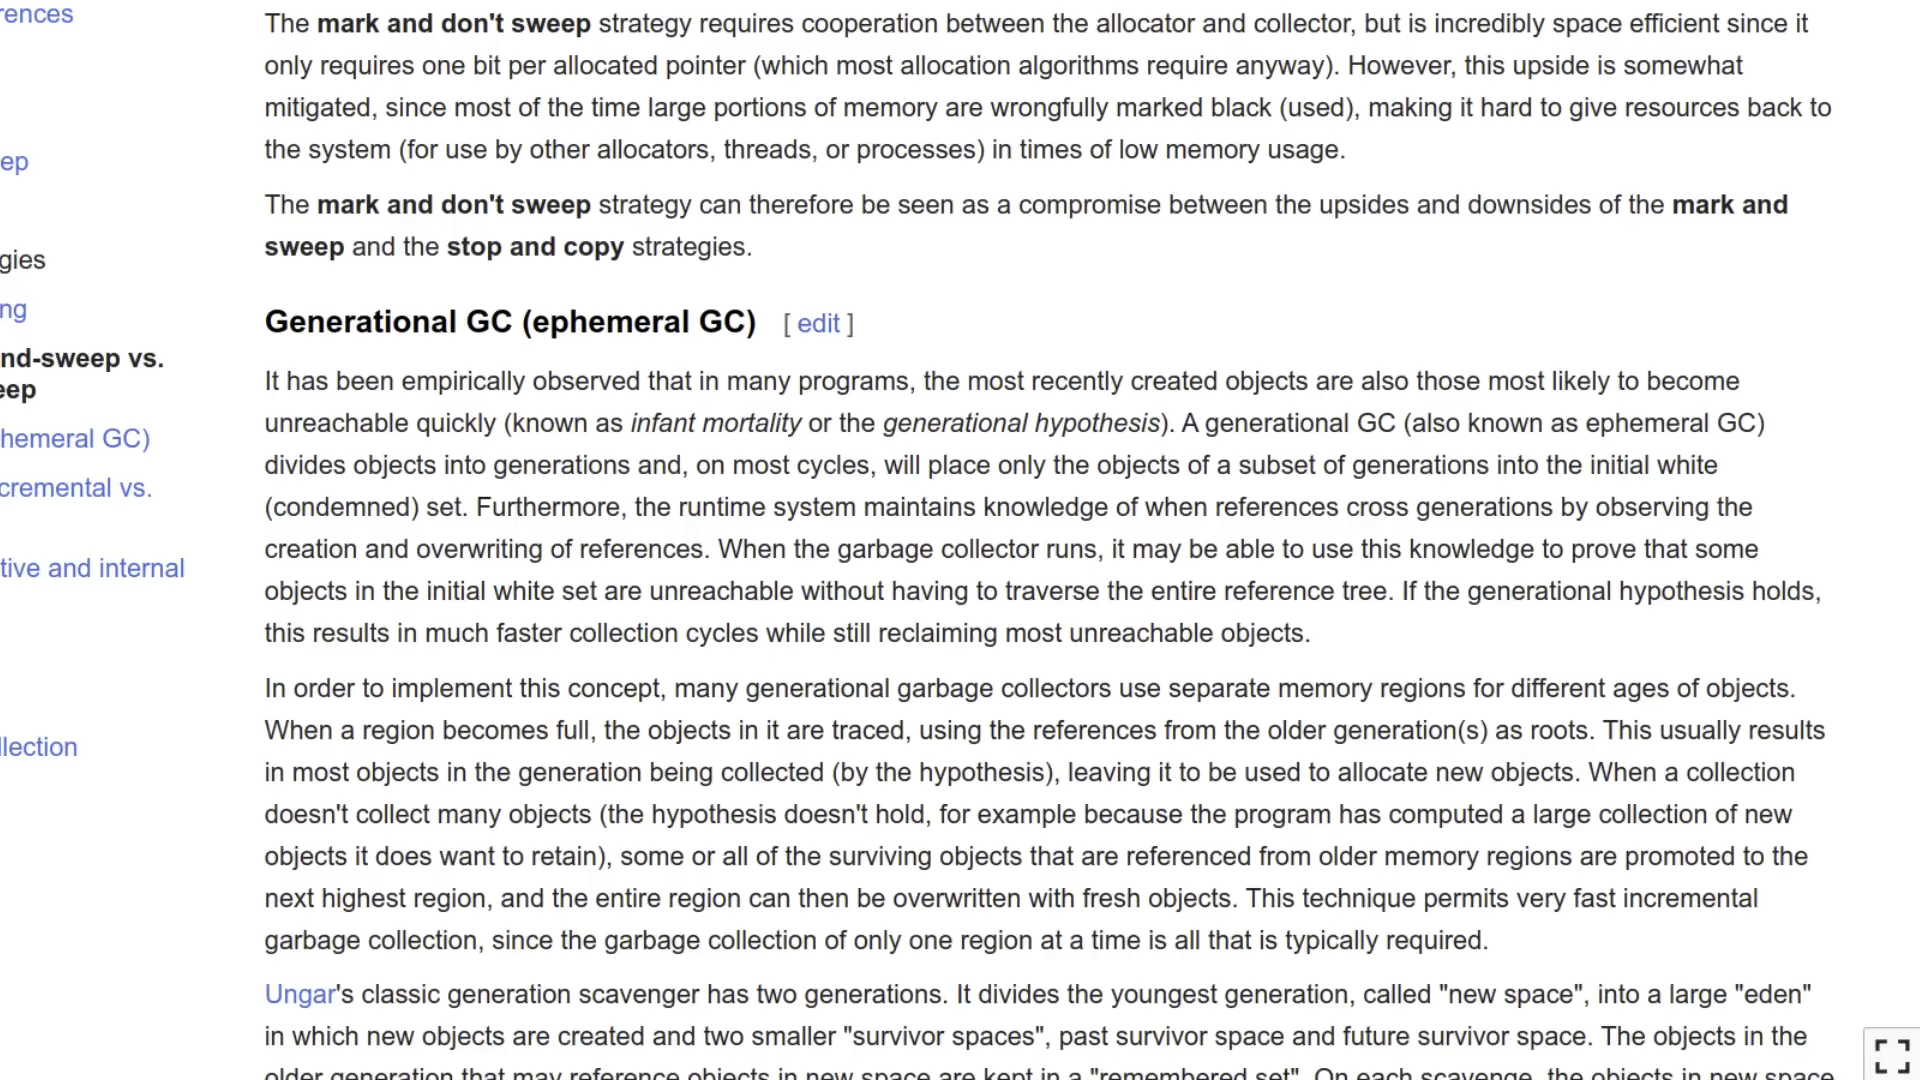 rences
ep
gies
ng
nd-sweep vs.
eep
hemeral GC)
cremental vs.
tive and internal
llection
The mark and don't sweep strategy requires cooperation between the allocator and collector, but is incredibly space efficient since it
only requires one bit per allocated pointer (which most allocation algorithms require anyway). However, this upside is somewhat
mitigated, since most of the time large portions of memory are wrongfully marked black (used), making it hard to give resources back to
the system (for use by other allocators, threads, or processes) in times of low memory usage.
The mark and don't sweep strategy can therefore be seen as a compromise between the upsides and downsides of the mark and
sweep and the stop and copy strategies.
Generational GC (ephemeral GC) [ edit ]
It has been empirically observed that in many programs, the most recently created objects are also those most likely to become
unreachable quickly (known as infant mortality or the generational hypothesis). A generational GC (also known as ephemeral GC)
divides objects into generations and, on most cycles, will place only the objects of a subset of generations into the initial white
(condemned) set. Furthermore, the runtime system maintains knowledge of when references cross generations by observing the
creation and overwriting of references. When the garbage collector runs, it may be able to use this knowledge to prove that some
objects in the initial white set are unreachable without having to traverse the entire reference tree. If the generational hypothesis holds,
this results in much faster collection cycles while still reclaiming most unreachable objects.
In order to implement this concept, many generational garbage collectors use separate memory regions for different ages of objects.
When a region becomes full, the objects in it are traced, using the references from the older generation(s) as roots. This usually results
in most objects in the generation being collected (by the hypothesis), leaving it to be used to allocate new objects. When a collection
doesn't collect many objects (the hypothesis doesn't hold, for example because the program has computed a large collection of new
objects it does want to retain), some or all of the surviving objects that are referenced from older memory regions are promoted to the
next highest region, and the entire region can then be overwritten with fresh objects. This technique permits very fast incremental
garbage collection, since the garbage collection of only one region at a time is all that is typically required.
Ungar's classic generation scavenger has two generations. It divides the youngest generation, called "new space", into a large "eden"
in which new objects are created and two smaller "survivor spaces", past survivor space and future survivor space. The objects in the
older generation that may reference objects in new space are kept in a "remembered set". On each scavenge, the objects in new space